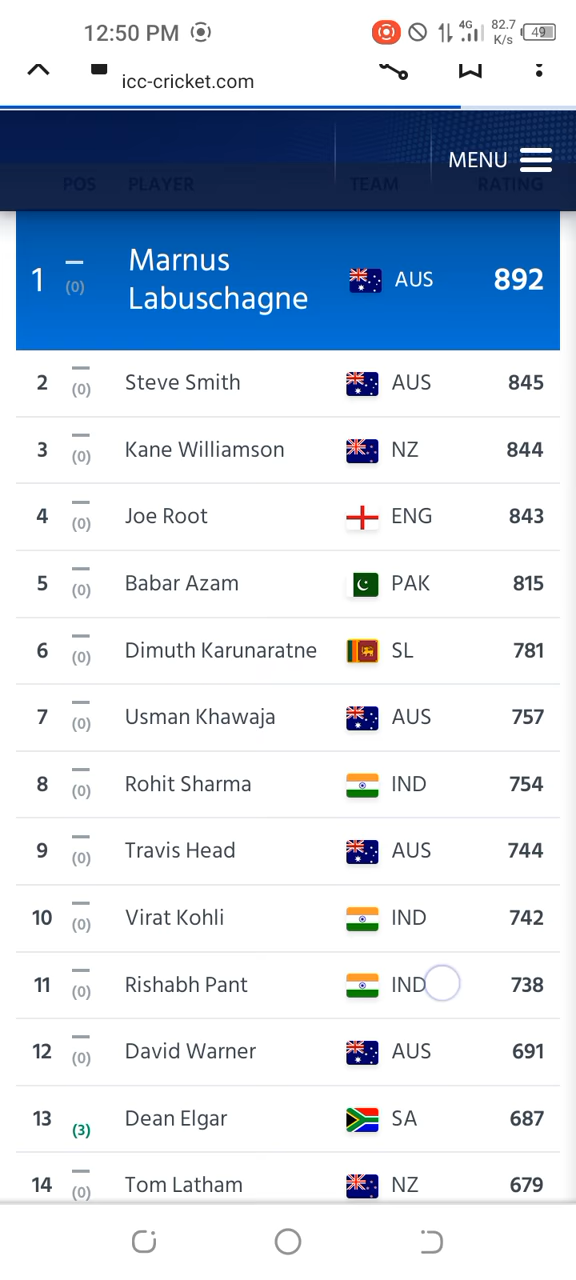 12:50 PM 4G 82.7 K/s 49
icc-cricket.com
MENU
POS PLAYER TEAM RATING
1 (0) Marnus Labuschagne AUS 892
2 (0) Steve Smith AUS 845
3 (0) Kane Williamson NZ 844
4 (0) Joe Root ENG 843
5 (0) Babar Azam PAK 815
6 (0) Dimuth Karunaratne SL 781
7 (0) Usman Khawaja AUS 757
8 (0) Rohit Sharma IND 754
9 (0) Travis Head AUS 744
10 (0) Virat Kohli IND 742
11 (0) Rishabh Pant IND 738
12 (0) David Warner AUS 691
13 (3) Dean Elgar SA 687
14 (0) Tom Latham NZ 679